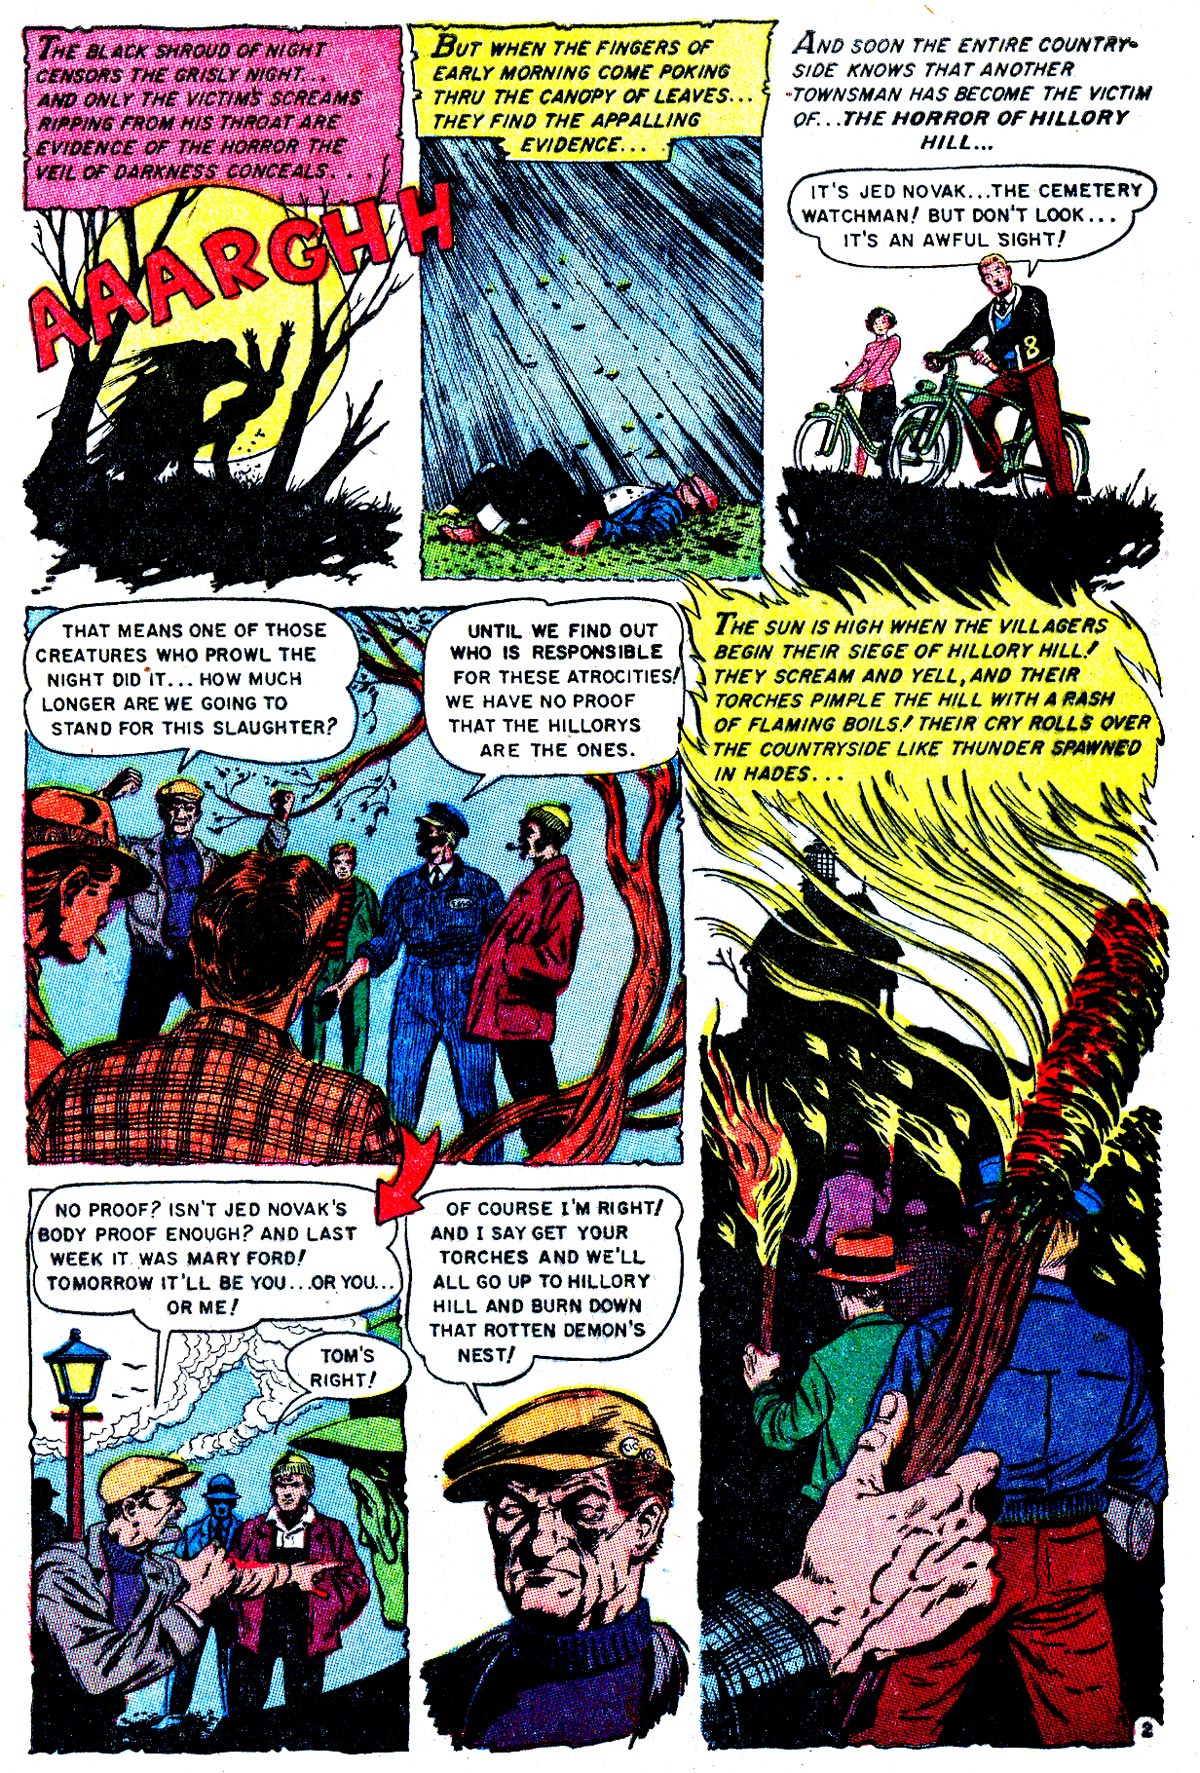 THE BLACK SHROUD OF NIGHT
CENSORS THE GRISLY NIGHT...
AND ONLY THE VICTIM'S SCREAMS
RIPPING FROM HIS THROAT ARE
EVIDENCE OF THE HORROR THE
VEIL OF DARKNESS CONCEALS...
AAAARGHHH
BUT WHEN THE FINGERS OF
EARLY MORNING COME POKING
THRU THE CANOPY OF LEAVES...
THEY FIND THE APPALLING
EVIDENCE...
AND SOON THE ENTIRE COUNTRY-
SIDE KNOWS THAT ANOTHER
TOWNSMAN HAS BECOME THE VICTIM
OF...THE HORROR OF HILLORY
HILL...
IT'S JED NOVAK...THE CEMETERY
WATCHMAN! BUT DON'T LOOK...
IT'S AN AWFUL SIGHT!
8
THAT MEANS ONE OF THOSE
CREATURES WHO PROWL THE
NIGHT DID IT... HOW MUCH
LONGER ARE WE GOING TO
STAND FOR THIS SLAUGHTER?
UNTIL WE FIND OUT
WHO IS RESPONSIBLE
FOR THESE ATROCITIES!
WE HAVE NO PROOF
THAT THE HILLORYS
ARE THE ONES.
THE SUN IS HIGH WHEN THE VILLAGERS
BEGIN THEIR SIEGE OF HILLORY HILL!
THEY SCREAM AND YELL, AND THEIR
TORCHES PIMPLE THE HILL WITH A RASH
OF FLAMING BOILS! THEIR CRY ROLLS OVER
THE COUNTRYSIDE LIKE THUNDER SPAWNED
IN HADES...
NO PROOF? ISN'T JED NOVAK'S
BODY PROOF ENOUGH? AND LAST
WEEK IT WAS MARY FORD!
TOMORROW IT'LL BE YOU...OR YOU...
OR ME!
TOM'S
RIGHT!
OF COURSE I'M RIGHT!
AND I SAY GET YOUR
TORCHES AND WE'LL
ALL GO UP TO HILLORY
HILL AND BURN DOWN
THAT ROTTEN DEMON'S
NEST!
2